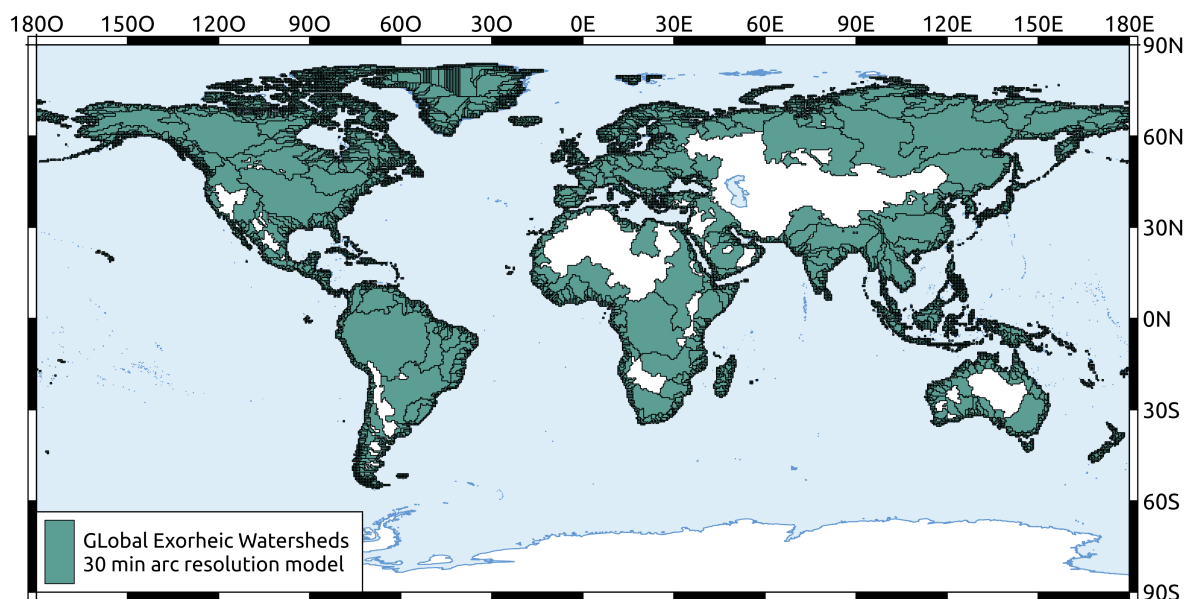 180 150O 120O 90O 60O 30O 0E 30E 60E 90E 120E 150E 180E
90N
60N
30N
0N
30S
60S
90S
GLobal Exorheic Watersheds
30 min arc resolution model